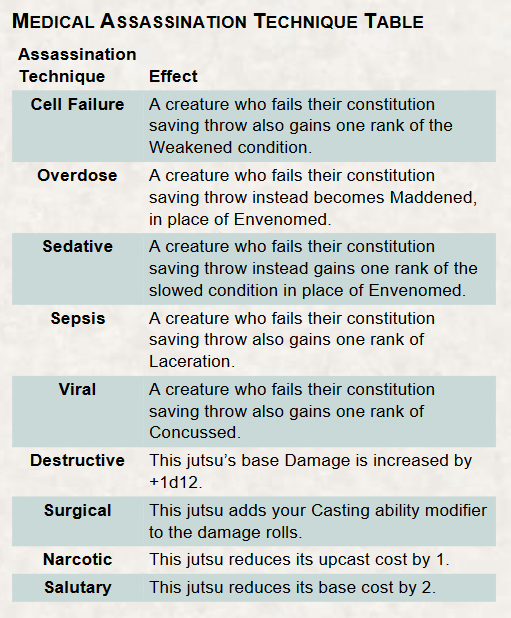 MEDICAL ASSASSINATION TECHNIQUE TABLE
Assassination
Technique Effect
Cell Failure A creature who fails their constitution
saving throw also gains one rank of the
Weakened condition.
Overdose A creature who fails their constitution
saving throw instead becomes Maddened,
in place of Envenomed.
Sedative A creature who fails their constitution
saving throw instead gains one rank of the
slowed condition in place of Envenomed.
Sepsis A creature who fails their constitution
saving throw also gains one rank of
Laceration.
Viral A creature who fails their constitution
saving throw also gains one rank of
Concussed.
Destructive This jutsu’s base Damage is increased by
+1d12.
Surgical This jutsu adds your Casting ability modifier
to the damage rolls.
Narcotic This jutsu reduces its upcast cost by 1.
Salutary This jutsu reduces its base cost by 2.